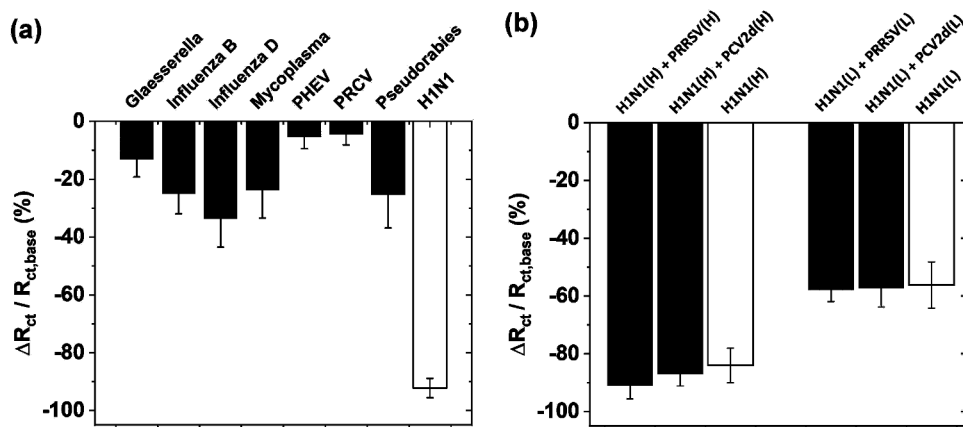 (a)
Glaesserella
Influenza B
Influenza D
Mycoplasma
PHEV
PRCV
Pseudorabies
H1N1
0
-20
-40
-60
-80
-100
ΔRct / Rct,base (%)
(b)
H1N1(H) + PRRSV(H)
H1N1(H) + PCV2d(H)
H1N1(H)
H1N1(L) + PRRSV(L)
H1N1(L) + PCV2d(L)
H1N1(L)
0
-20
-40
-60
-80
-100
ΔRct / Rct,base (%)